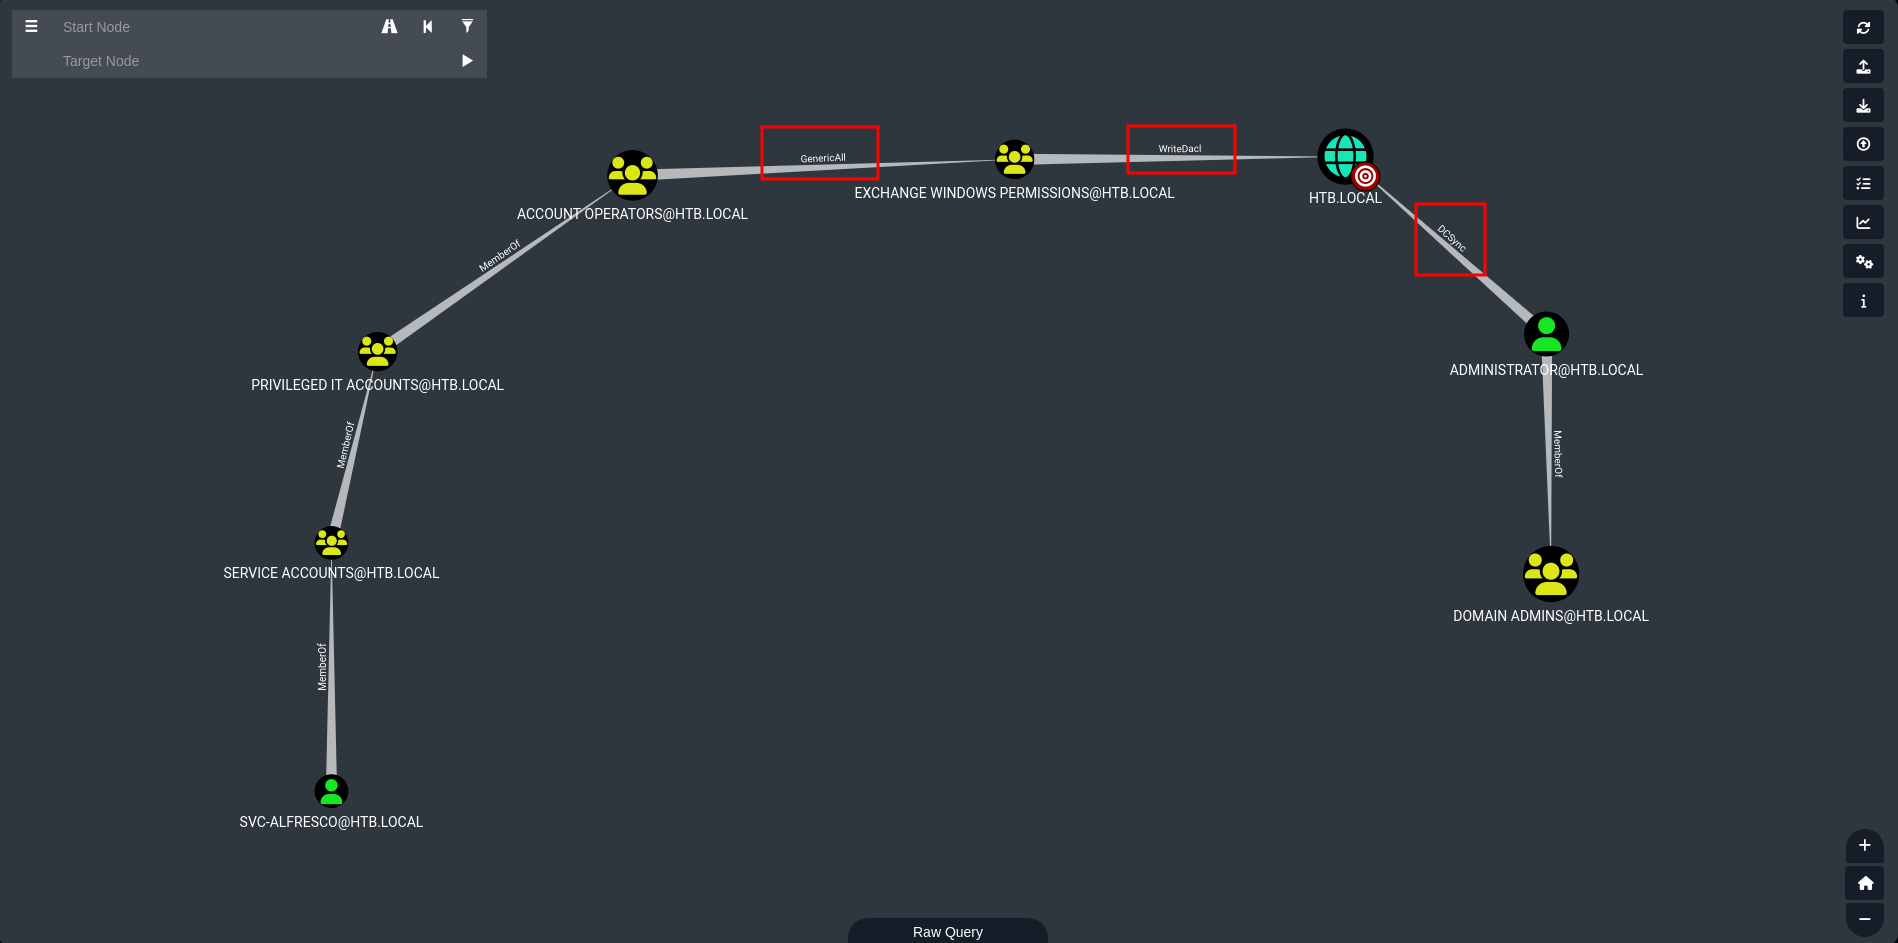 Start Node
Target Node
GenericAll
WriteDacl
EXCHANGE WINDOWS PERMISSIONS@HTB.LOCAL
HTB.LOCAL
ACCOUNT OPERATORS@HTB.LOCAL
DCSync
MemberOf
ADMINISTRATOR@HTB.LOCAL
PRIVILEGED IT ACCOUNTS@HTB.LOCAL
MemberOf
MemberOf
SERVICE ACCOUNTS@HTB.LOCAL
DOMAIN ADMINS@HTB.LOCAL
MemberOf
SVC-ALFRESCO@HTB.LOCAL
Raw Query